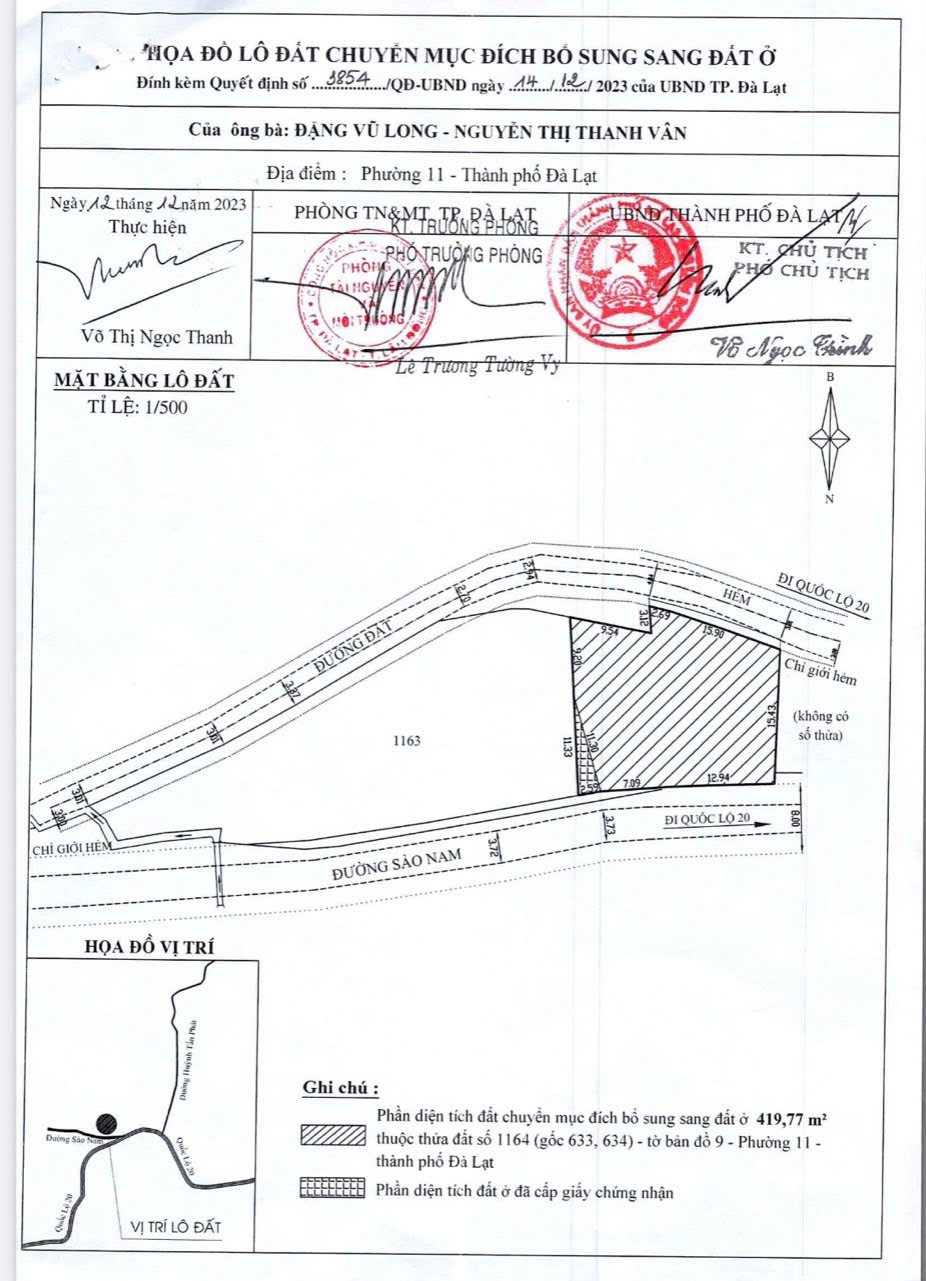 HỌA ĐỒ LÔ ĐẤT CHUYỂN MỤC ĐÍCH BỔ SUNG SANG ĐẤT Ở
Đính kèm Quyết định số 3854/QĐ-UBND ngày 14/12/2023 của UBND TP. Đà Lạt
Của ông bà: ĐẶNG VŨ LONG - NGUYỄN THỊ THANH VÂN
Địa điểm : Phường 11 - Thành phố Đà Lạt
Ngày 12 tháng 12 năm 2023
Thực hiện
Võ Thị Ngọc Thanh
PHÒNG TN&MT. TP. ĐÀ LẠT
KT. TRƯỞNG PHÒNG
PHÓ TRƯỞNG PHÒNG
PHÒNG
TÀI NGUYÊN
VÀ
MÔI TRƯỜNG
Lê Trương Tường Vy
UBND THÀNH PHỐ ĐÀ LẠT
KT. CHỦ TỊCH
PHÓ CHỦ TỊCH
Võ Ngọc Trình
MẶT BẰNG LÔ ĐẤT
TỈ LỆ: 1/500
B
N
ĐI QUỐC LỘ 20
HẺM
2.94
2.70
3.12
2.69
9.54
15.90
ĐƯỜNG ĐẤT
Chỉ giới hẻm
9.20
3.87
15.43
(không có
số thửa)
3.01
1163
11.33
11.30
12.94
7.09
2.59
3.01
3.00
ĐI QUỐC LỘ 20
8.00
3.73
3.72
CHỈ GIỚI HẺM
ĐƯỜNG SÀO NAM
HỌA ĐỒ VỊ TRÍ
Đường Huỳnh Tấn Phát
Đường Sào Nam
Quốc Lộ 20
Quốc Lộ 20
VỊ TRÍ LÔ ĐẤT
Ghi chú :
Phần diện tích đất chuyển mục đích bổ sung sang đất ở 419,77 m²
thuộc thửa đất số 1164 (gốc 633, 634) - tờ bản đồ 9 - Phường 11 -
thành phố Đà Lạt
Phần diện tích đất ở đã cấp giấy chứng nhận